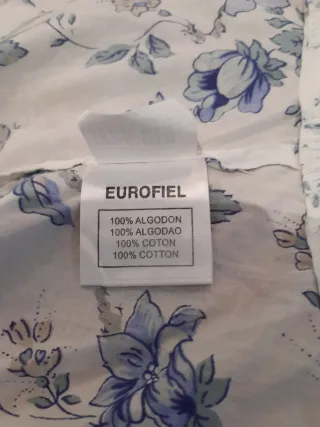 EUROFIEL
100% ALGODON
100% ALGODAO
100% COTON
100% COTTON